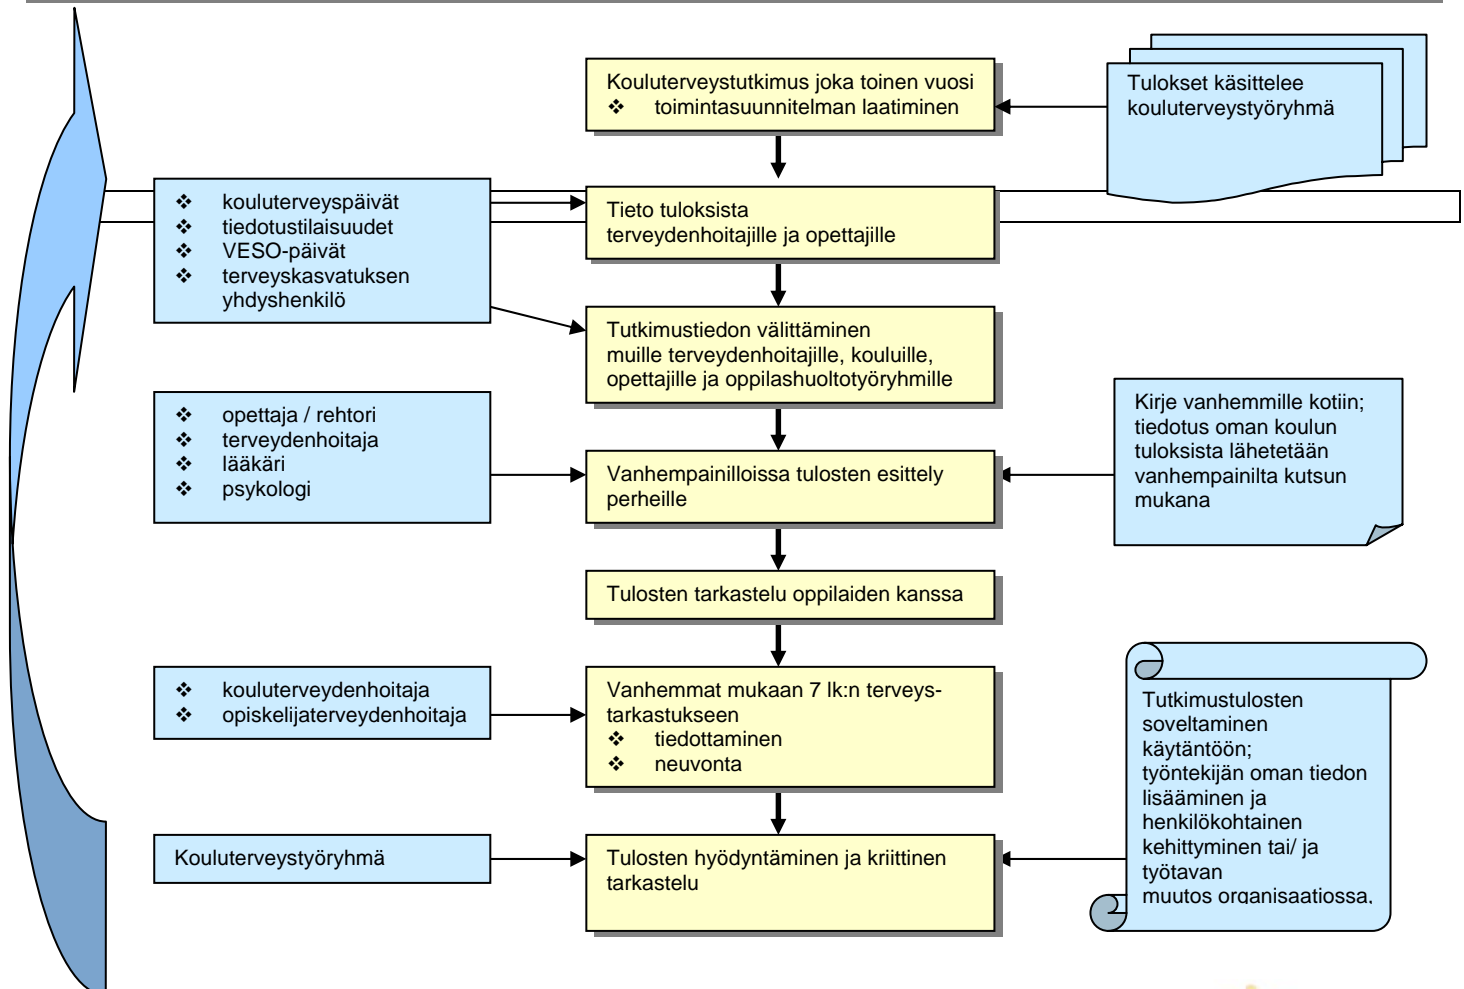 Kouluterveystutkimus joka toinen vuosi
❖ toimintasuunnitelman laatiminen
Tulokset käsittelee
kouluterveystyöryhmä
❖ kouluterveyspäivät
❖ tiedotustilaisuudet
❖ VESO-päivät
❖ terveyskasvatuksen
yhdyshenkilö
Tieto tuloksista
terveydenhoitajille ja opettajille
Tutkimustiedon välittäminen
muille terveydenhoitajille, kouluille,
opettajille ja oppilashuoltotyöryhmille
❖ opettaja / rehtori
❖ terveydenhoitaja
❖ lääkäri
❖ psykologi
Vanhempainilloissa tulosten esittely
perheille
Kirje vanhemmille kotiin;
tiedotus oman koulun
tuloksista lähetetään
vanhempainilta kutsun
mukana
Tulosten tarkastelu oppilaiden kanssa
❖ kouluterveydenhoitaja
❖ opiskelijaterveydenhoitaja
Vanhemmat mukaan 7 lk:n terveys-
tarkastukseen
❖ tiedottaminen
❖ neuvonta
Tutkimustulosten
soveltaminen
käytäntöön;
työntekijän oman tiedon
lisääminen ja
henkilökohtainen
kehittyminen tai/ ja
työtavan
muutos organisaatiossa.
Kouluterveystyöryhmä
Tulosten hyödyntäminen ja kriittinen
tarkastelu